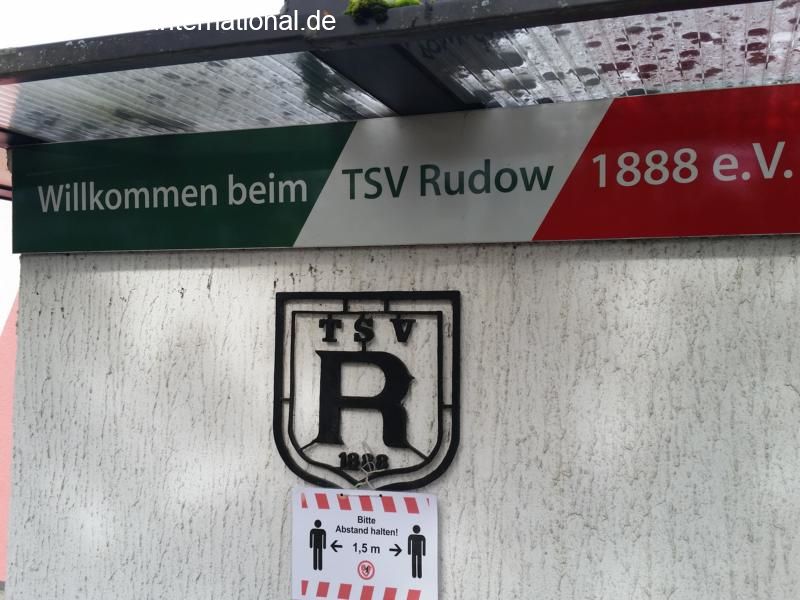 international.de
Willkommen beim TSV Rudow 1888 e.V.
TSV
R
1888
Bitte
Abstand halten!
1,5 m